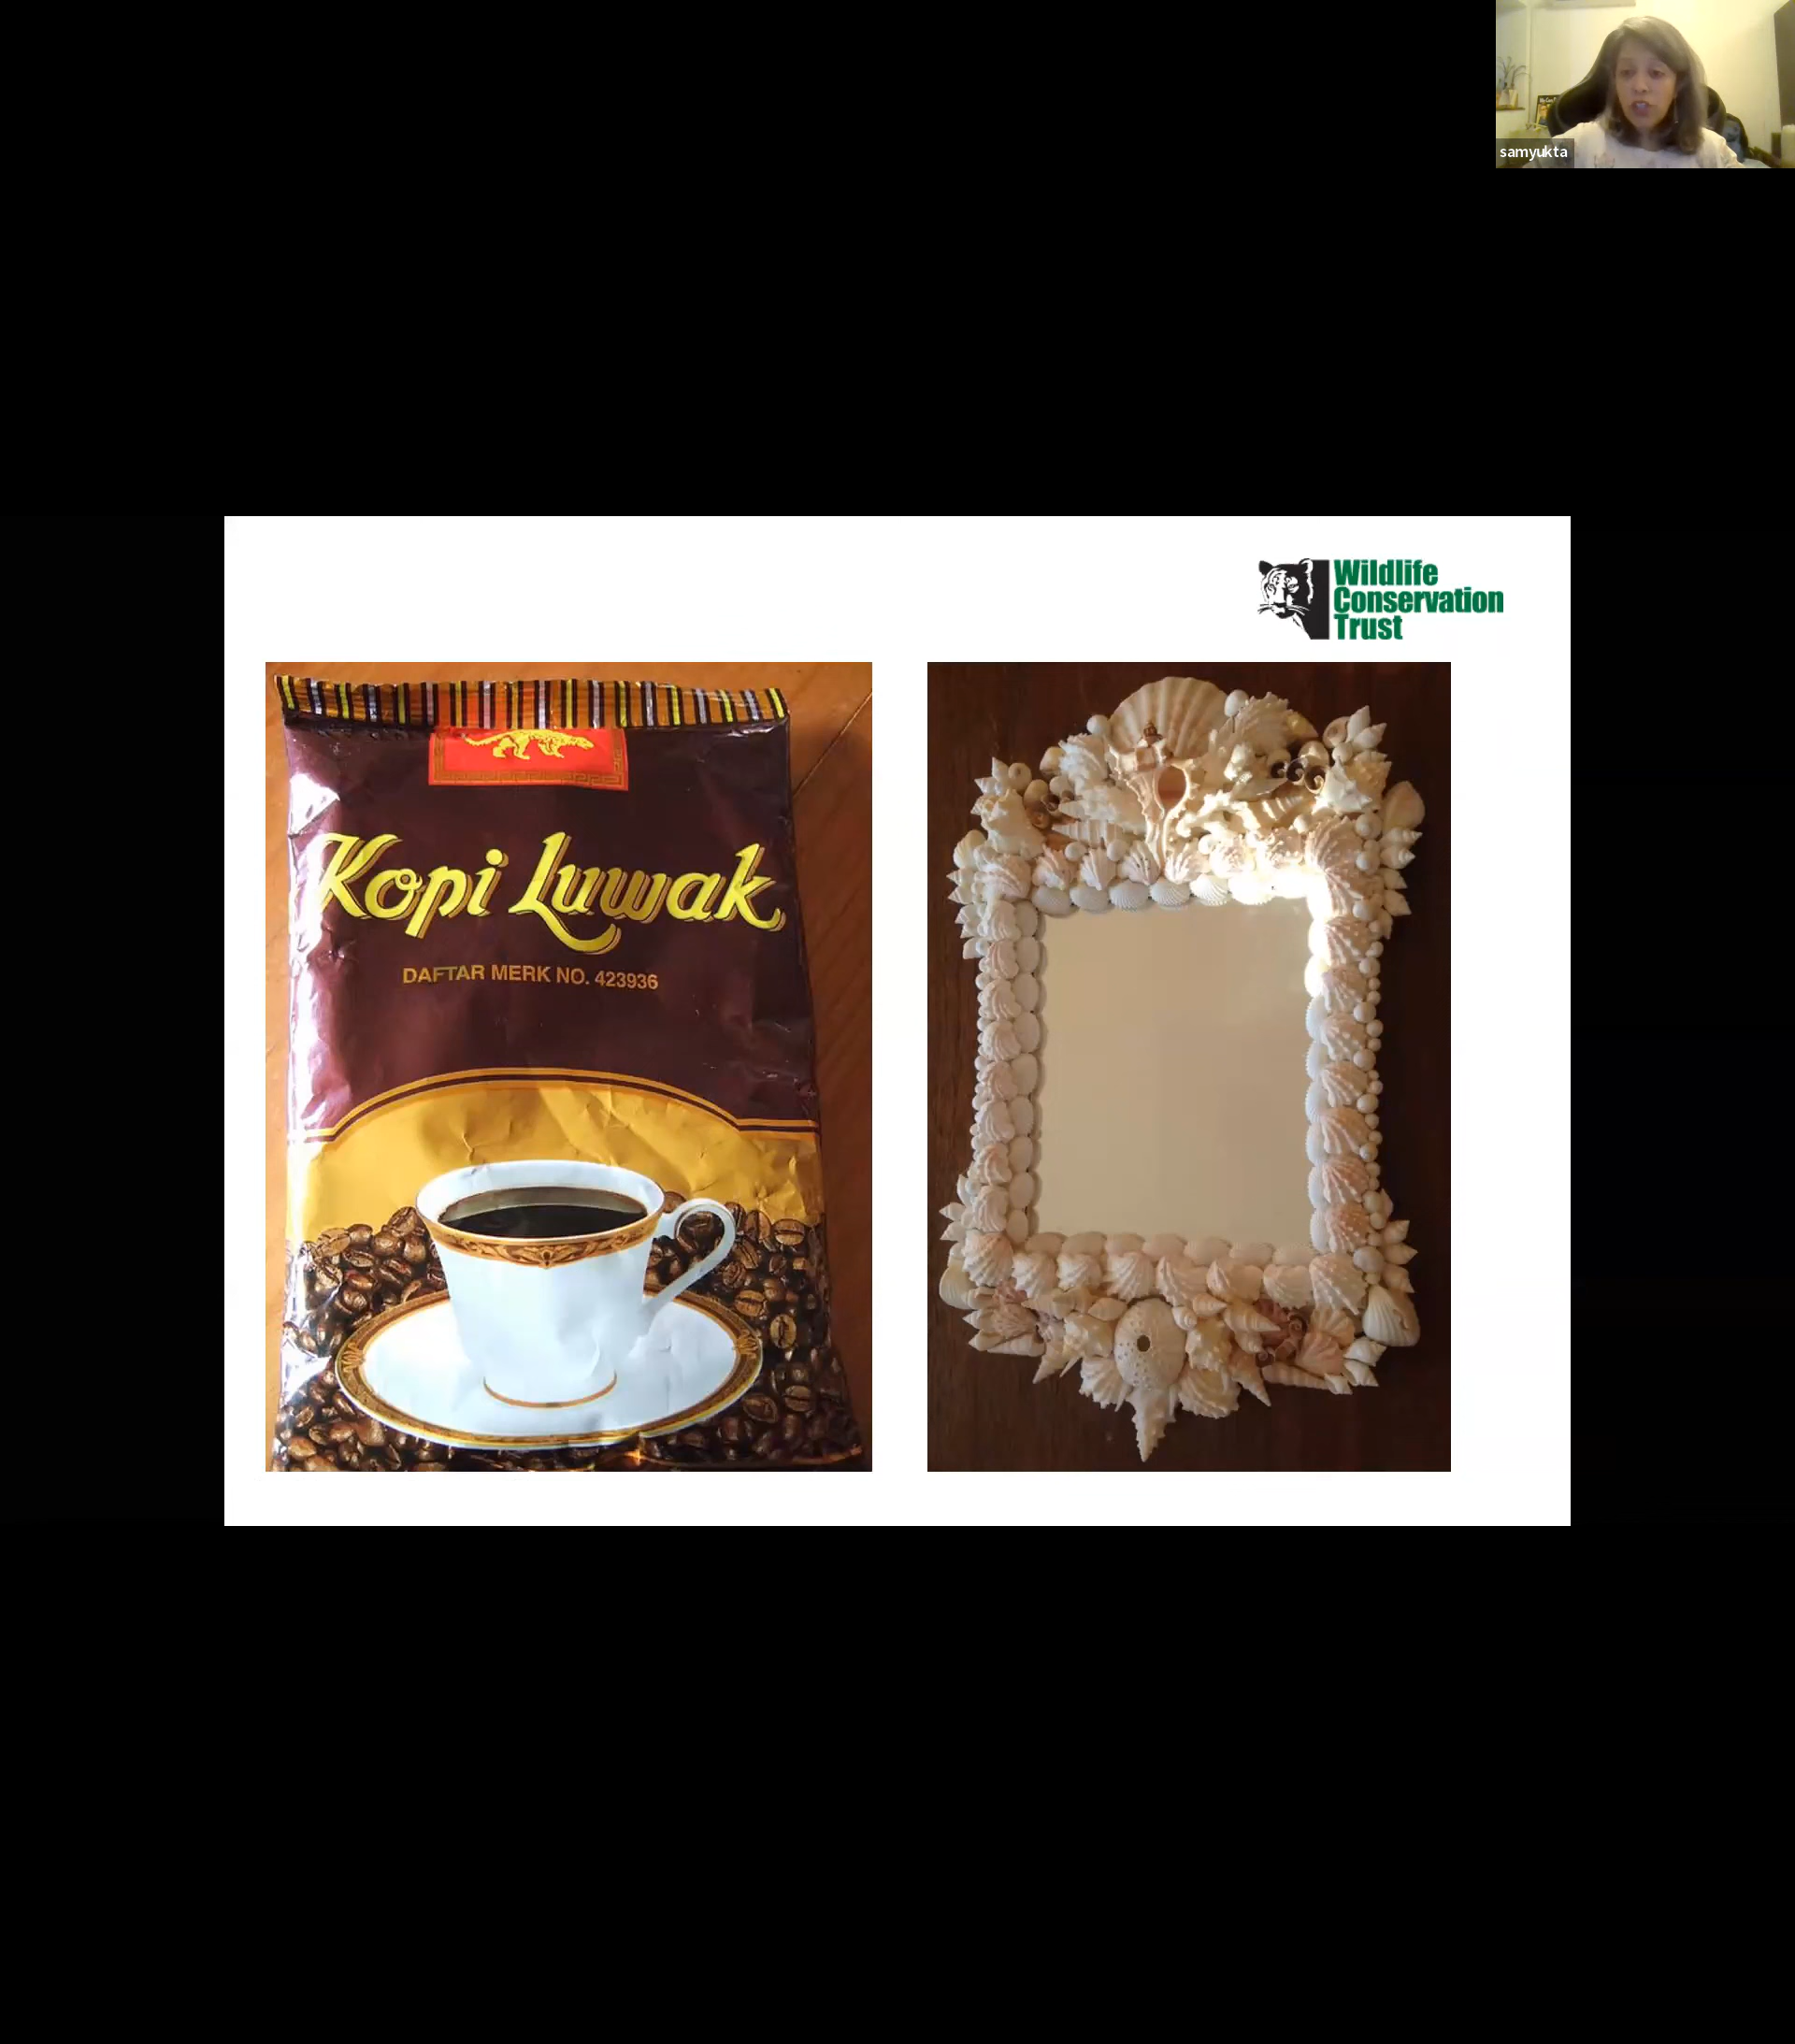 samyukta
Wildlife
Conservation
Trust
Kopi Luwak
DAFTAR MERK NO. 423936